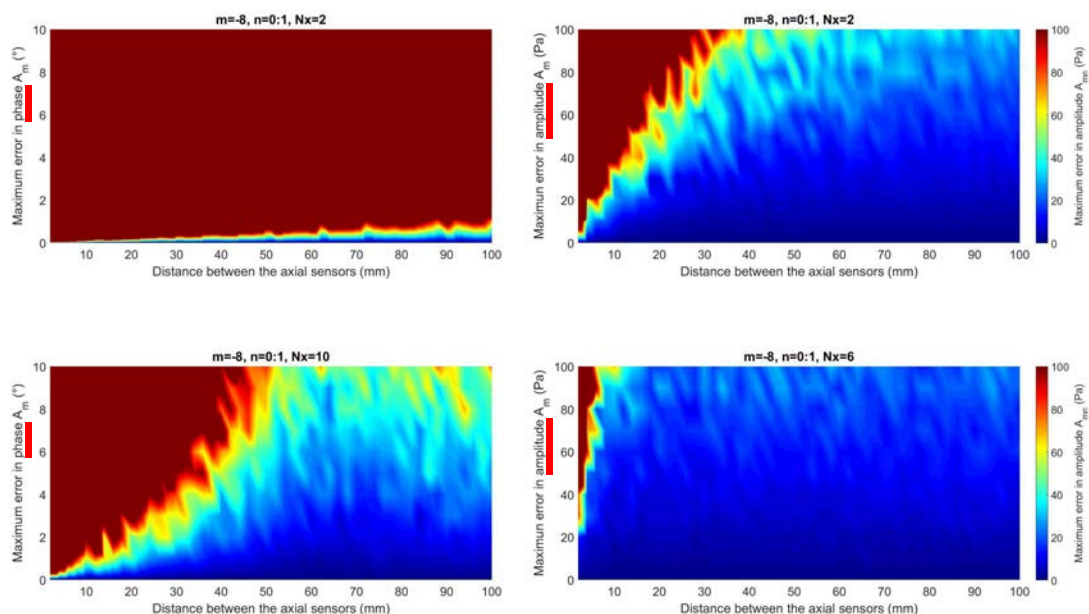 m=-8, n=0:1, Nx=2
Maximum error in phase A_m (°)
10
8
6
4
2
0
10 20 30 40 50 60 70 80 90 100
Distance between the axial sensors (mm)
m=-8, n=0:1, Nx=2
Maximun error in amplitude A_m (Pa)
100
80
60
40
20
0
10 20 30 40 50 60 70 80 90 100
Distance between the axial sensors (mm)
100
80
60
40
20
0
Maximum error in amplitude A_mn (Pa)
m=-8, n=0:1, Nx=10
Maximum error in phase A_m (°)
10
8
6
4
2
0
10 20 30 40 50 60 70 80 90 100
Distance between the axial sensors (mm)
m=-8, n=0:1, Nx=6
Maximun error in amplitude A_m (Pa)
100
80
60
40
20
0
10 20 30 40 50 60 70 80 90 100
Distance between the axial sensors (mm)
100
80
60
40
20
0
Maximum error in amplitude A_mn (Pa)